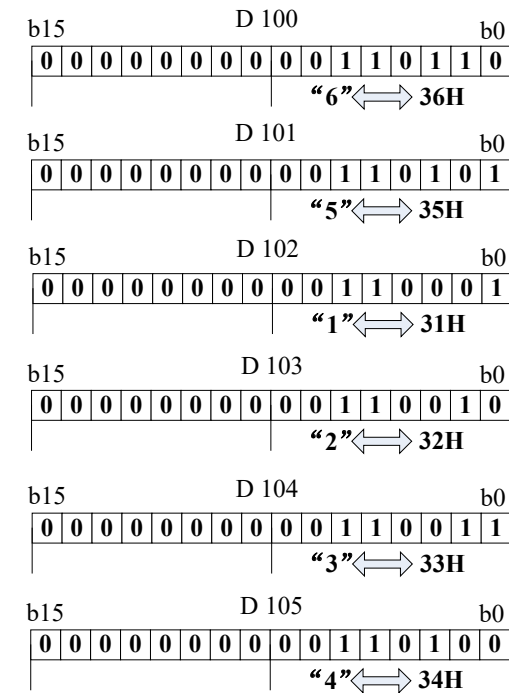 D 100
b15 b0
0 0 0 0 0 0 0 0 0 0 1 1 0 1 1 0
“6” 36H
D 101
b15 b0
0 0 0 0 0 0 0 0 0 0 1 1 0 1 0 1
“5” 35H
D 102
b15 b0
0 0 0 0 0 0 0 0 0 0 1 1 0 0 0 1
“1” 31H
D 103
b15 b0
0 0 0 0 0 0 0 0 0 0 1 1 0 0 1 0
“2” 32H
D 104
b15 b0
0 0 0 0 0 0 0 0 0 0 1 1 0 0 1 1
“3” 33H
D 105
b15 b0
0 0 0 0 0 0 0 0 0 0 1 1 0 1 0 0
“4” 34H